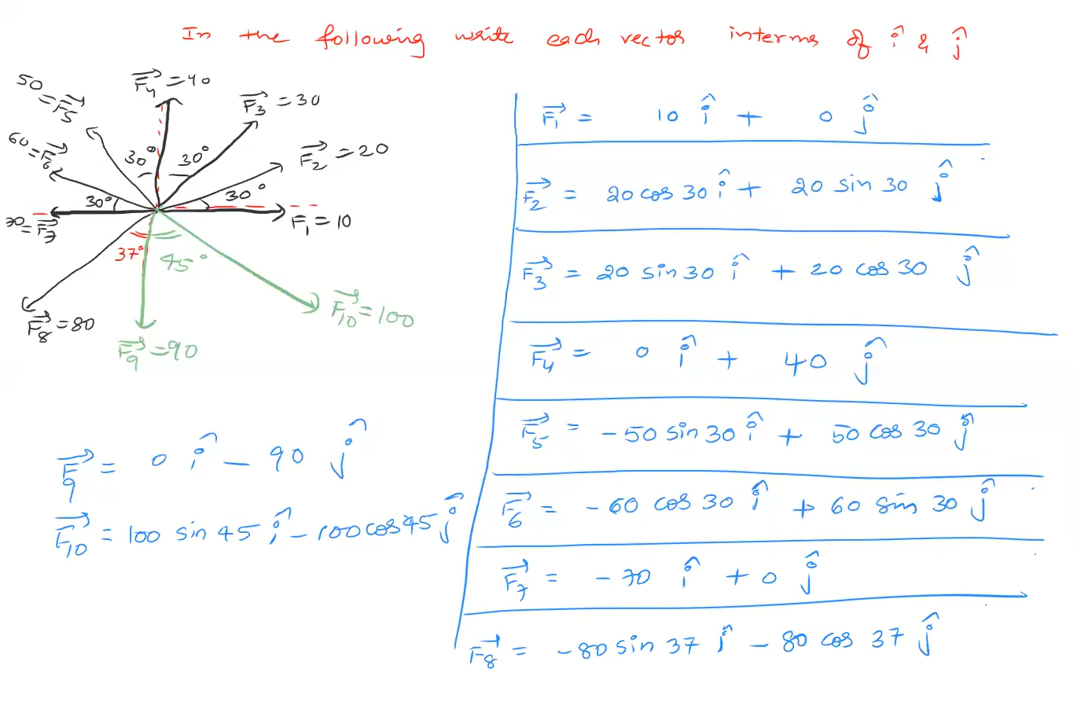 In the following write each vector interms of î & ĵ
F₄⃗ = 40
50 = F₅⃗
F₃⃗ = 30
60 = F₆⃗
30° 30°
F₂⃗ = 20
30° 30°
70 = F₇⃗
F₁⃗ = 10
37° 45°
F₈⃗ = 80
F₁₀⃗ = 100
F₉⃗ = 90
F₁⃗ = 10 î + 0 ĵ
F₂⃗ = 20 cos 30 î + 20 sin 30 ĵ
F₃⃗ = 20 sin 30 î + 20 cos 30 ĵ
F₄⃗ = 0 î + 40 ĵ
F₅⃗ = -50 sin 30 î + 50 cos 30 ĵ
F₆⃗ = -60 cos 30 î + 60 sin 30 ĵ
F₇⃗ = -70 î + 0 ĵ
F₈⃗ = -80 sin 37 î - 80 cos 37 ĵ
F₉⃗ = 0 î - 90 ĵ
F₁₀⃗ = 100 sin 45 î - 100 cos 45 ĵ